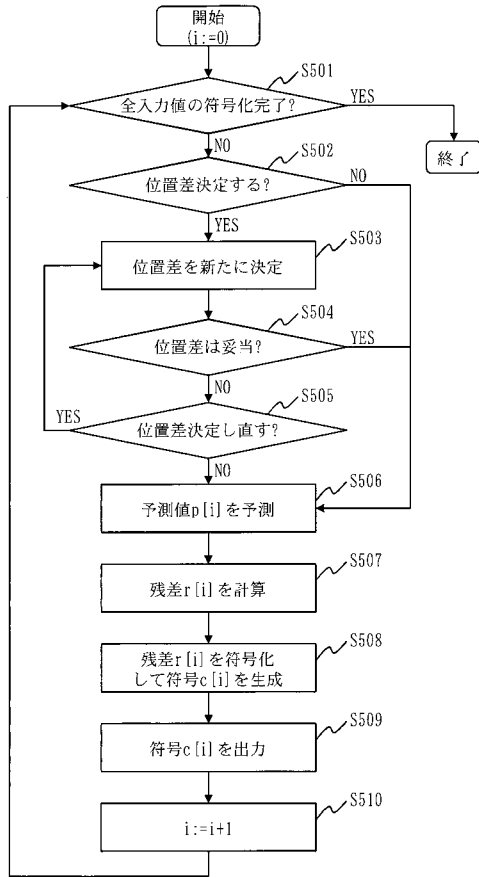 開始
(i:=0)
S501
全入力値の符号化完了?
YES
NO
終了
S502
位置差決定する?
NO
YES
S503
位置差を新たに決定
S504
位置差は妥当?
YES
NO
S505
YES
位置差決定し直す?
NO
S506
予測値p[i]を予測
S507
残差r[i]を計算
S508
残差r[i]を符号化
して符号c[i]を生成
S509
符号c[i]を出力
S510
i:=i+1